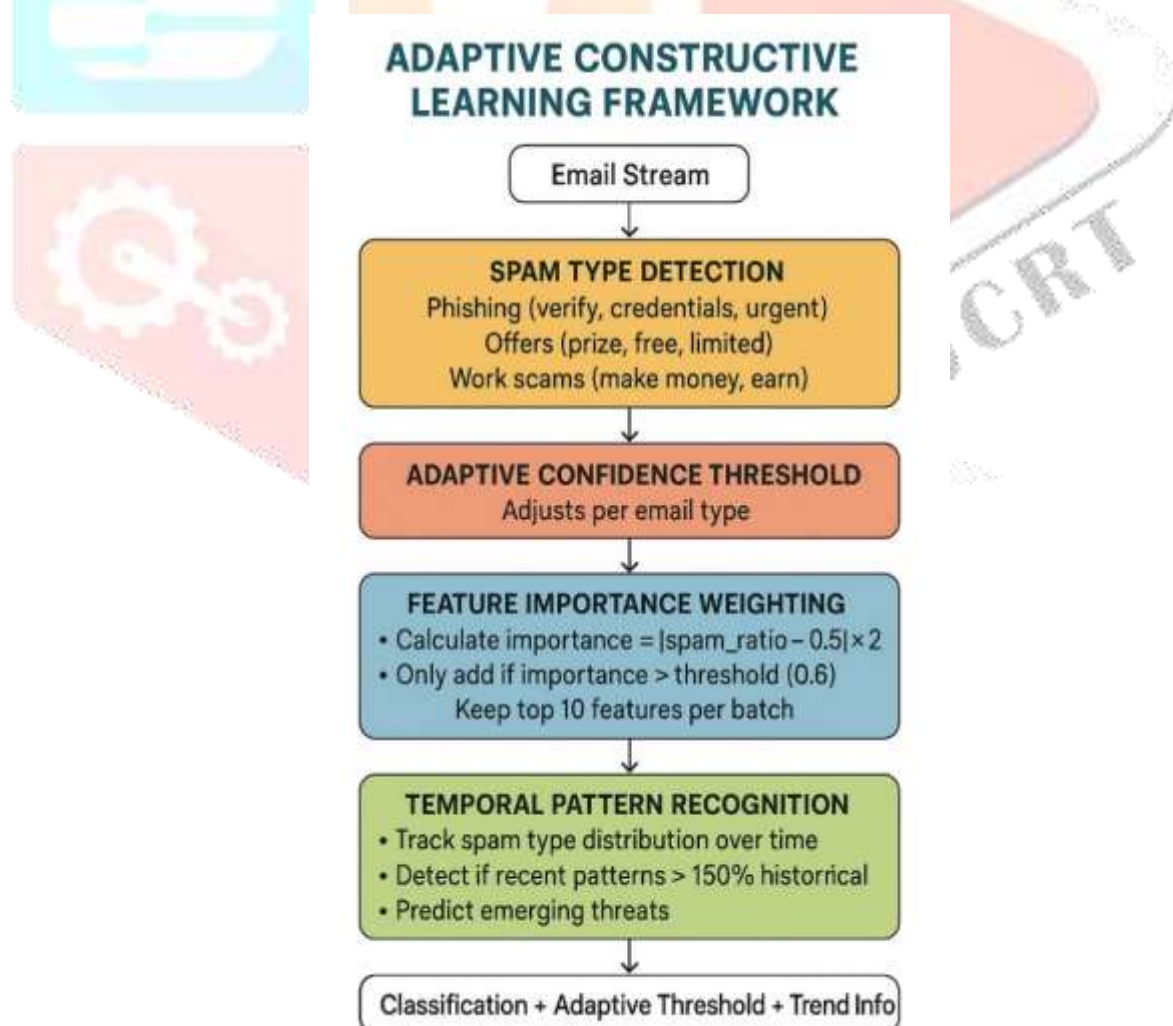 ADAPTIVE CONSTRUCTIVE
LEARNING FRAMEWORK
Email Stream
SPAM TYPE DETECTION
Phishing (verify, credentials, urgent)
Offers (prize, free, limited)
Work scams (make money, earn)
ADAPTIVE CONFIDENCE THRESHOLD
Adjusts per email type
FEATURE IMPORTANCE WEIGHTING
• Calculate importance = |spam_ratio – 0.5| × 2
• Only add if importance > threshold (0.6)
Keep top 10 features per batch
TEMPORAL PATTERN RECOGNITION
• Track spam type distribution over time
• Detect if recent patterns > 150% historrical
• Predict emerging threats
Classification + Adaptive Threshold + Trend Info